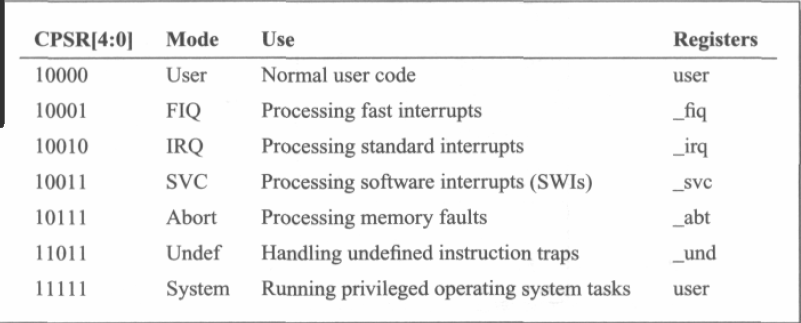 CPSR[4:0] Mode Use Registers
10000 User Normal user code user
10001 FIQ Processing fast interrupts _fiq
10010 IRQ Processing standard interrupts _irq
10011 SVC Processing software interrupts (SWIs) _svc
10111 Abort Processing memory faults _abt
11011 Undef Handling undefined instruction traps _und
11111 System Running privileged operating system tasks user